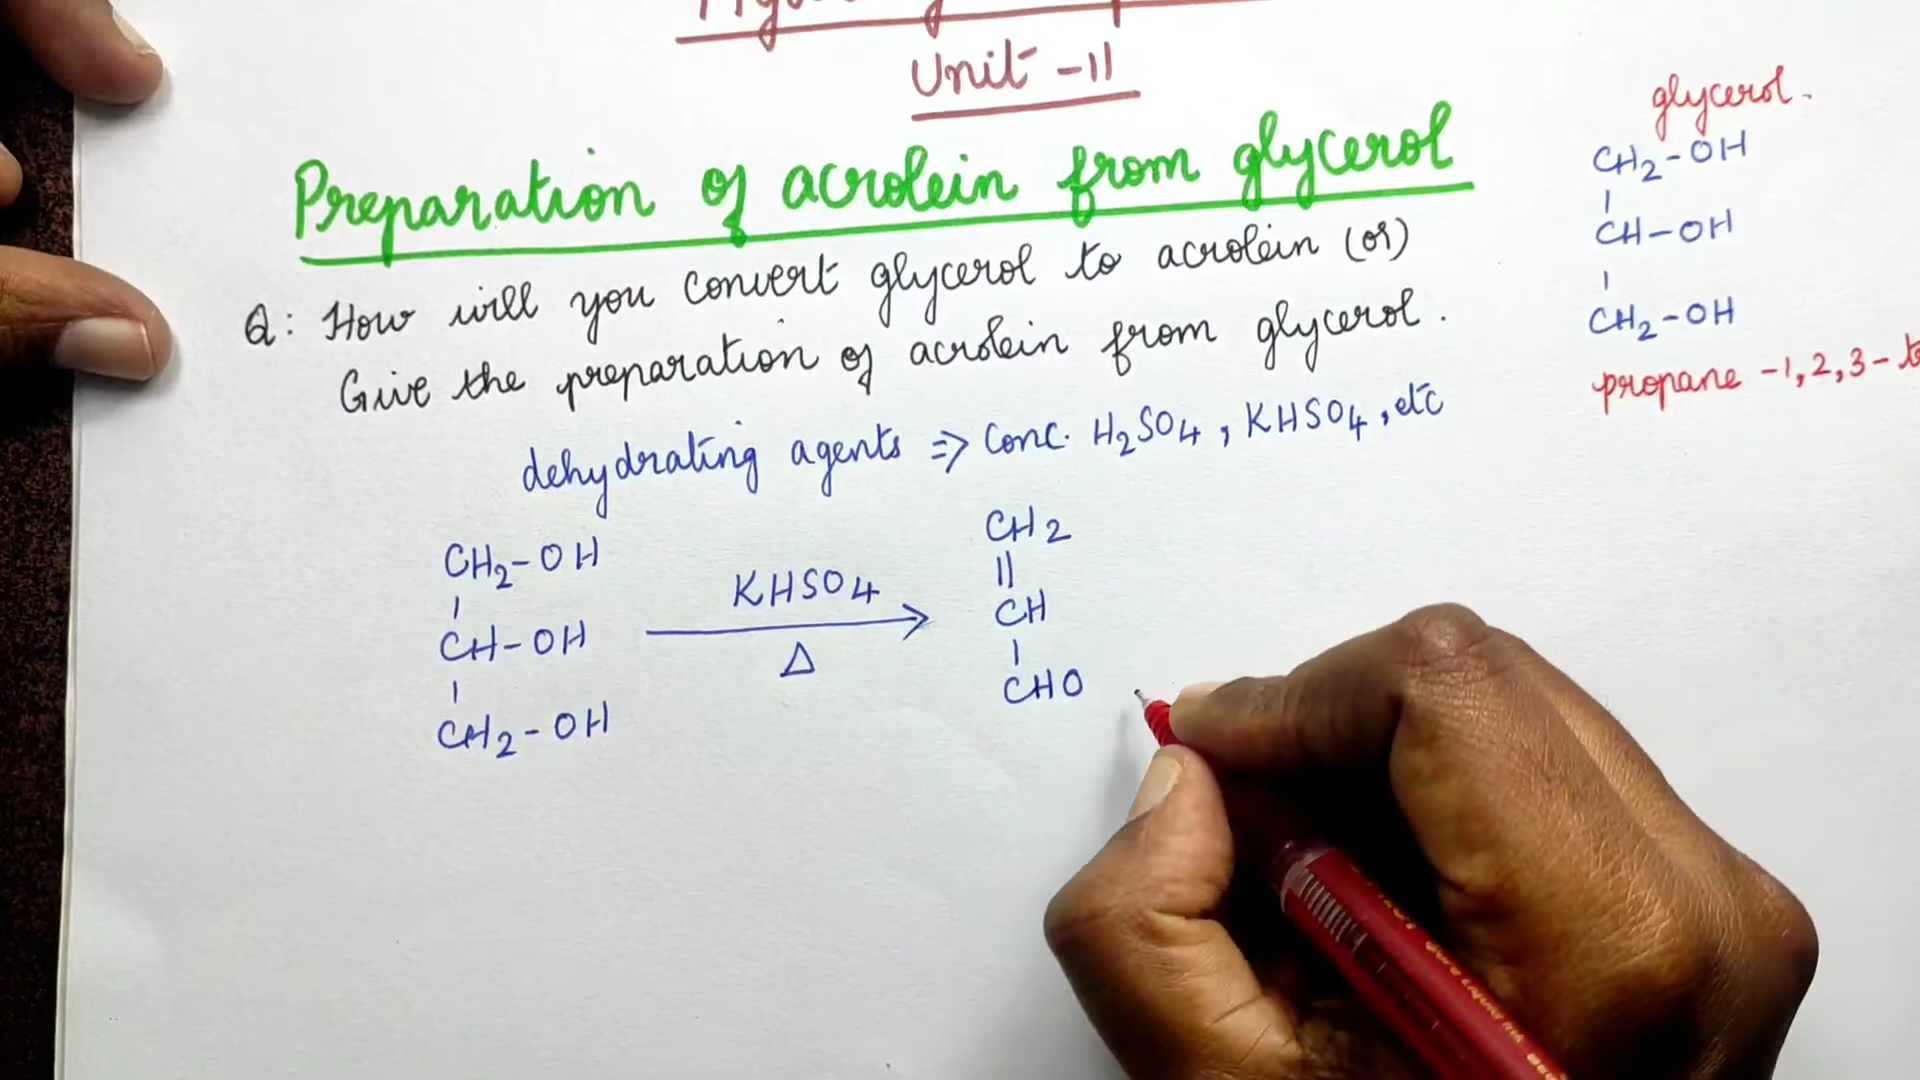 Unit -II
Preparation of acrolein from glycerol
Q: How will you convert glycerol to acrolein (or)
Give the preparation of acrolein from glycerol.
dehydrating agents => Conc. H2SO4, KHSO4, etc
CH2-OH
CH-OH
CH2-OH
KHSO4
Δ
CH2
||
CH
CHO
glycerol.
CH2-OH
CH-OH
CH2-OH
propane -1,2,3-